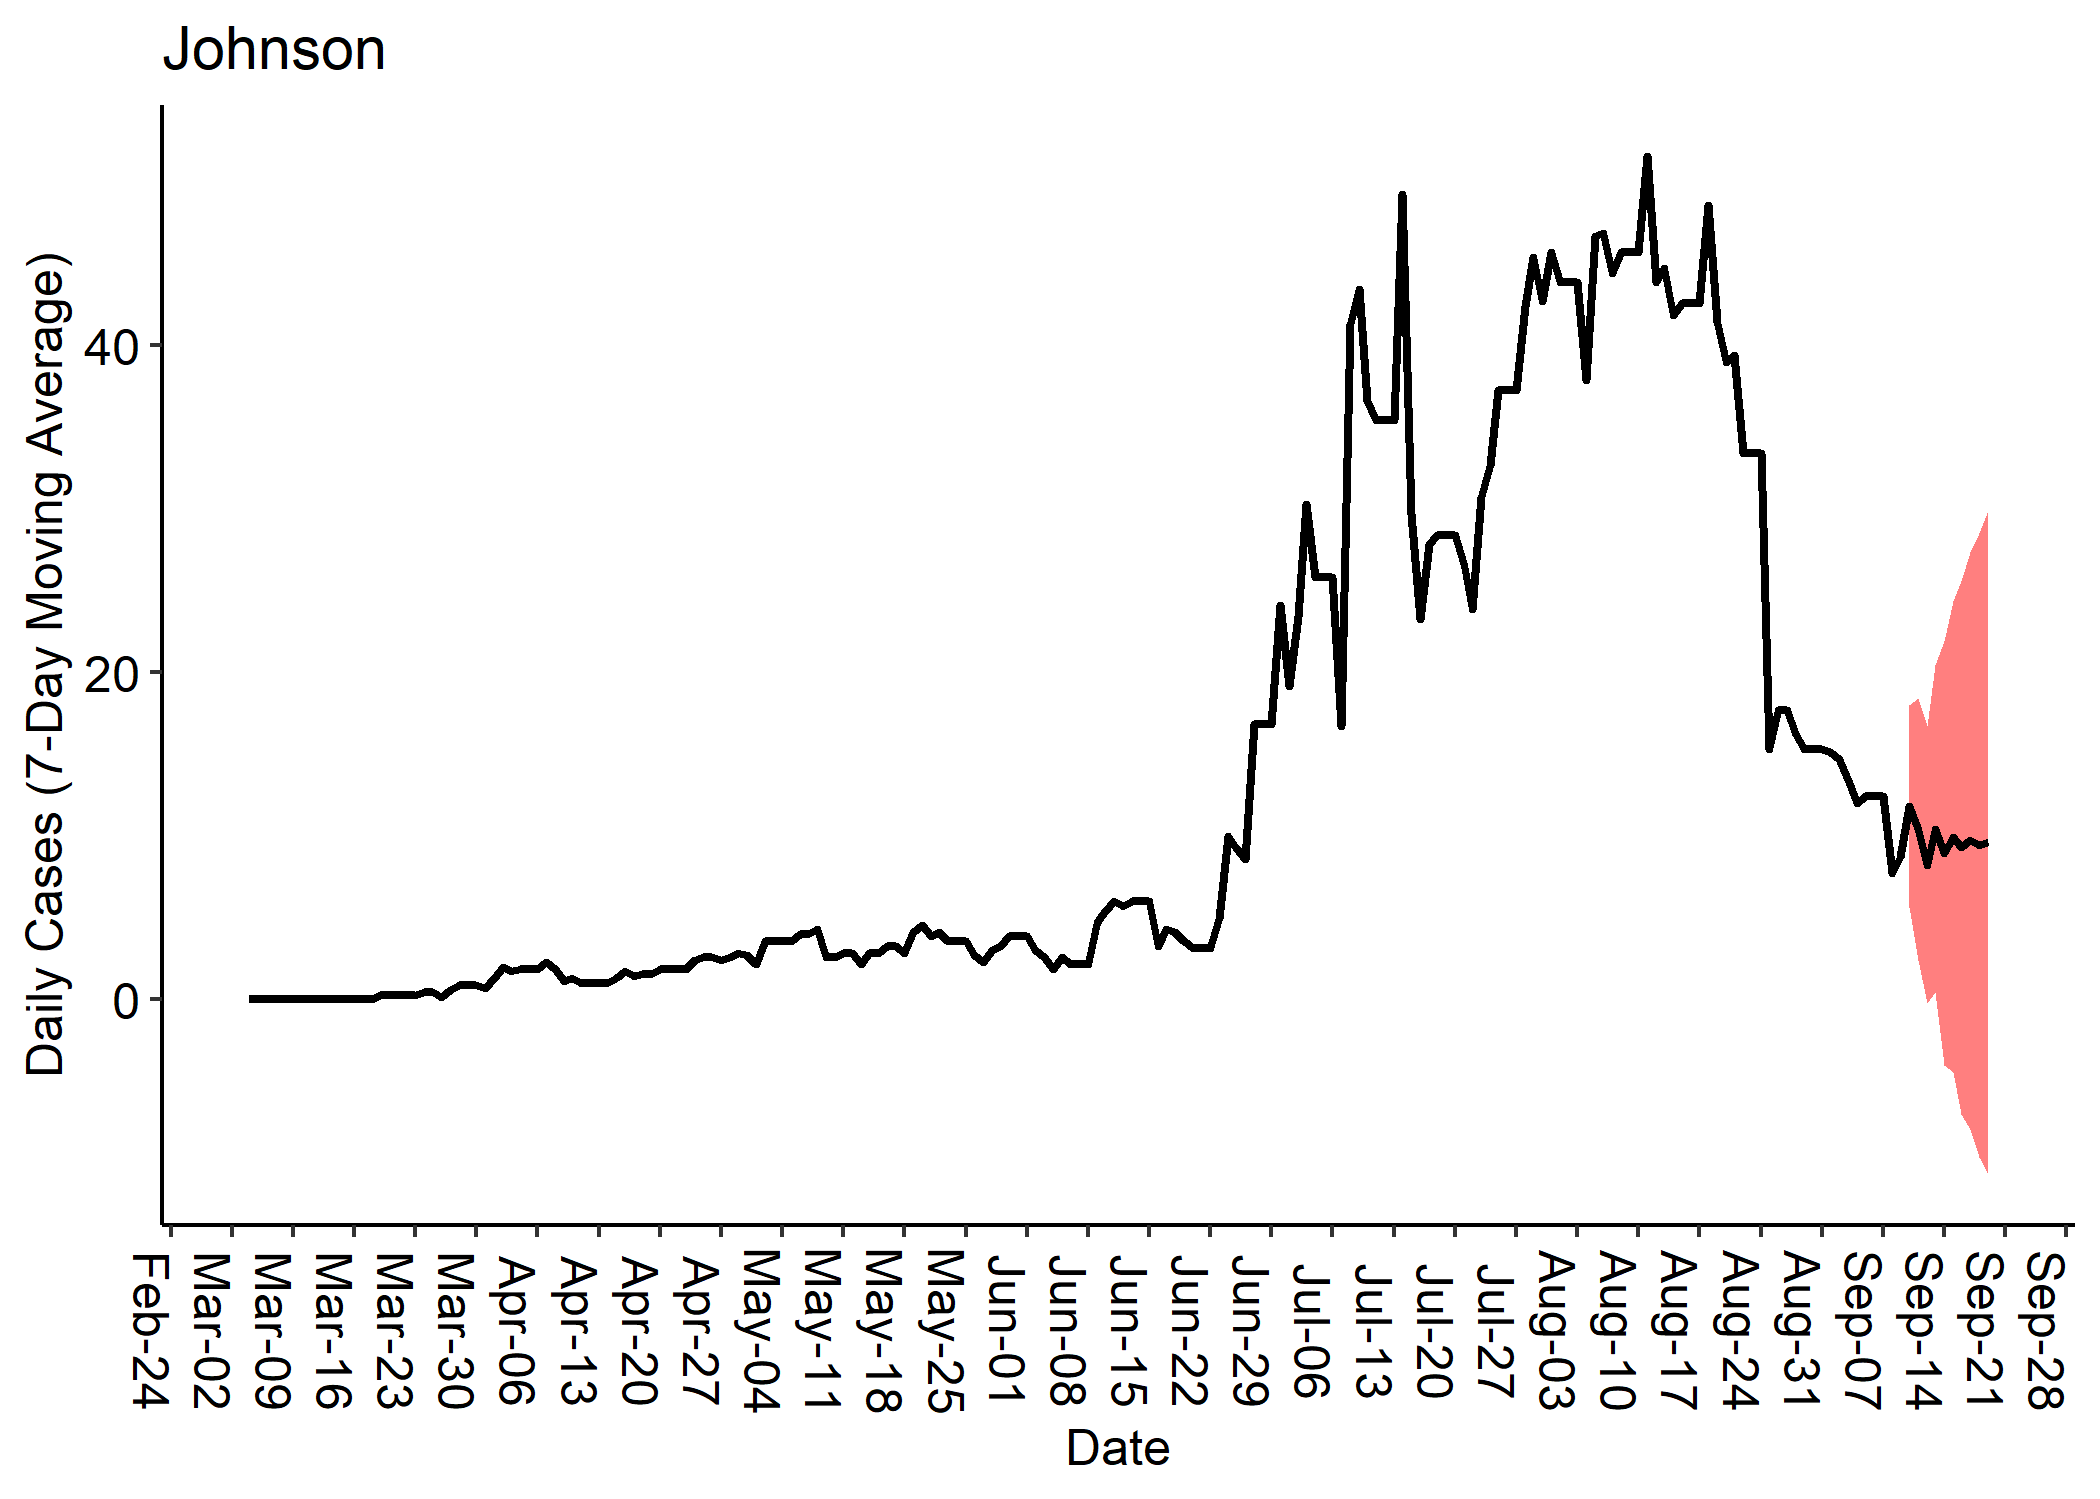 Johnson
Daily Cases (7-Day Moving Average)
40
20
0
Feb-24
Mar-02
Mar-09
Mar-16
Mar-23
Mar-30
Apr-06
Apr-13
Apr-20
Apr-27
May-04
May-11
May-18
May-25
Jun-01
Jun-08
Jun-15
Jun-22
Jun-29
Jul-06
Jul-13
Jul-20
Jul-27
Aug-03
Aug-10
Aug-17
Aug-24
Aug-31
Sep-07
Sep-14
Sep-21
Sep-28
Date